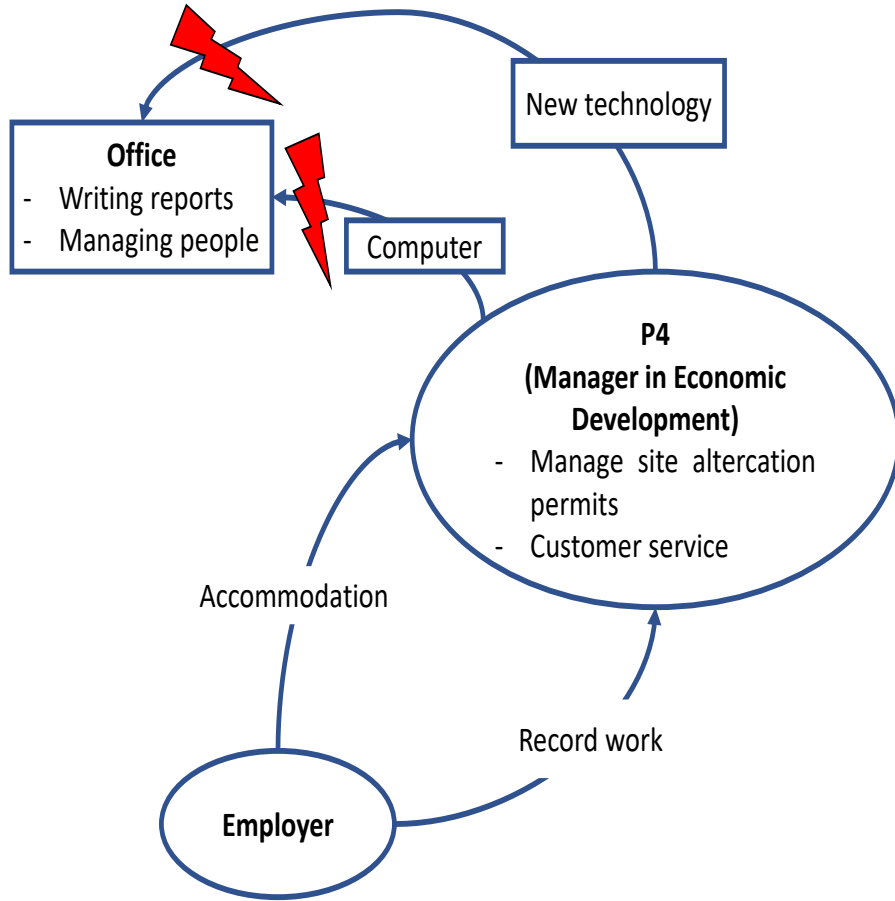 New technology
Office
- Writing reports
- Managing people
Computer
P4
(Manager in Economic
Development)
- Manage site altercation
permits
- Customer service
Accommodation
Record work
Employer